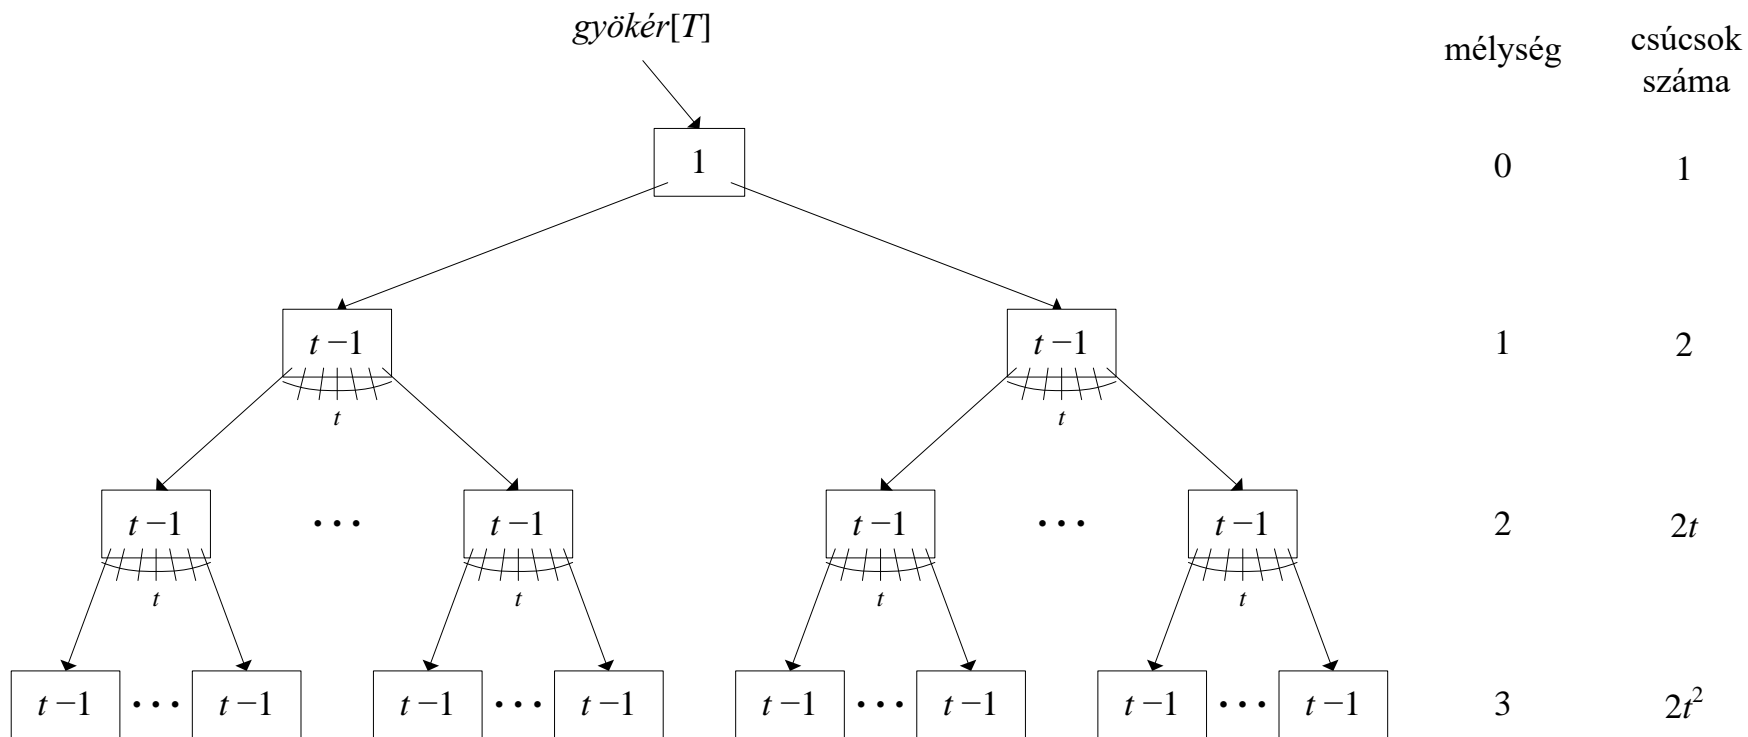 gyökér[T]
mélység
csúcsok
száma
1
0
1
t −1
t −1
1
2
t
t
t −1
• • •
t −1
t −1
• • •
t −1
2
2t
t
t
t
t
t −1 • • • t −1
t −1 • • • t −1
t −1 • • • t −1
t −1 • • • t −1
3
2t²